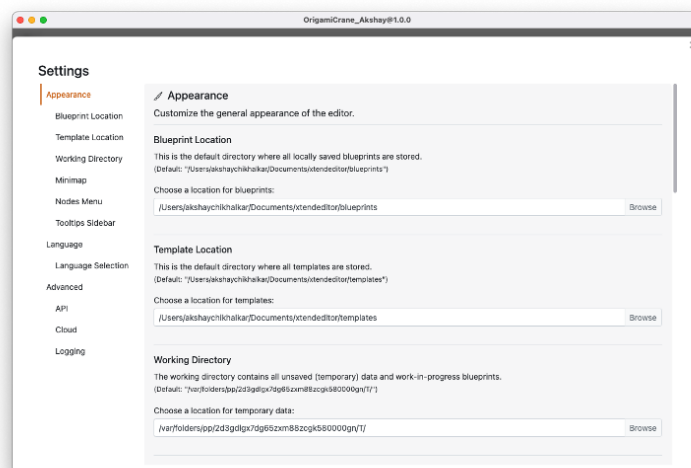 OrigamiCrane_Akshay@1.0.0
Settings
Appearance
Blueprint Location
Template Location
Working Directory
Minimap
Nodes Menu
Tooltips Sidebar
Language
Language Selection
Advanced
API
Cloud
Logging
Appearance
Customize the general appearance of the editor.
Blueprint Location
This is the default directory where all locally saved blueprints are stored.
(Default: "/Users/akshaychikhalkar/Documents/xtendeditor/blueprints")
Choose a location for blueprints:
/Users/akshaychikhalkar/Documents/xtendeditor/blueprints Browse
Template Location
This is the default directory where all templates are stored.
(Default: "/Users/akshaychikhalkar/Documents/xtendeditor/templates")
Choose a location for templates:
/Users/akshaychikhalkar/Documents/xtendeditor/templates Browse
Working Directory
The working directory contains all unsaved (temporary) data and work-in-progress blueprints.
(Default: "/var/folders/pp/2d3gdlgx7dg65zxm88zcgk580000gn/T/")
Choose a location for temporary data:
/var/folders/pp/2d3gdlgx7dg65zxm88zcgk580000gn/T/ Browse